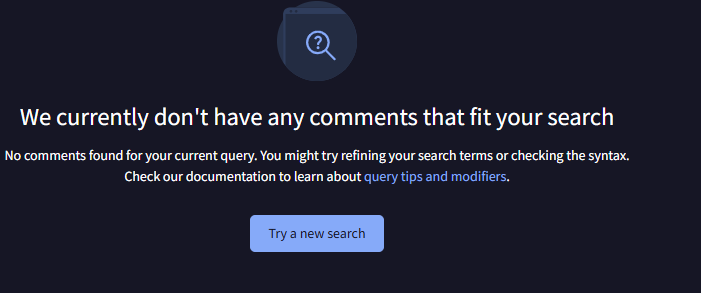 We currently don't have any comments that fit your search
No comments found for your current query. You might try refining your search terms or checking the syntax.
Check our documentation to learn about query tips and modifiers.
Try a new search